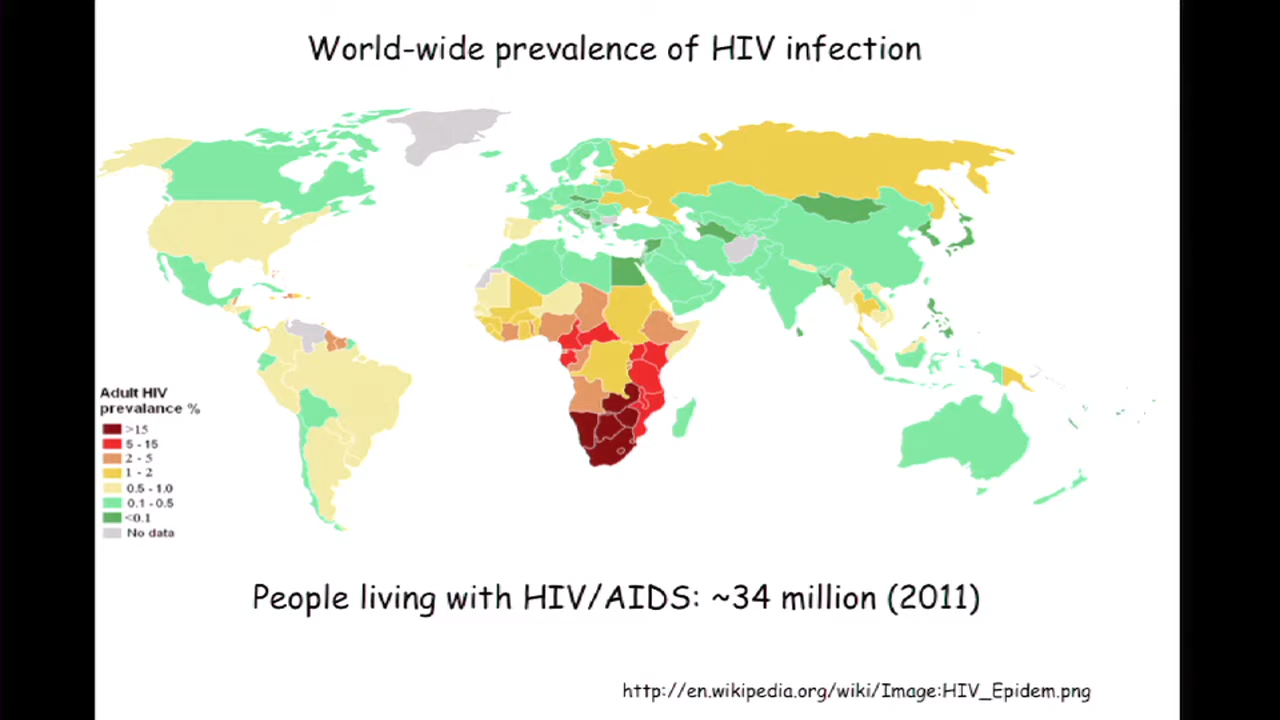 World-wide prevalence of HIV infection
Adult HIV
prevalance %
>15
5 - 15
2 - 5
1 - 2
0.5 - 1.0
0.1 - 0.5
<0.1
No data
People living with HIV/AIDS: ~34 million (2011)
http://en.wikipedia.org/wiki/Image:HIV_Epidem.png